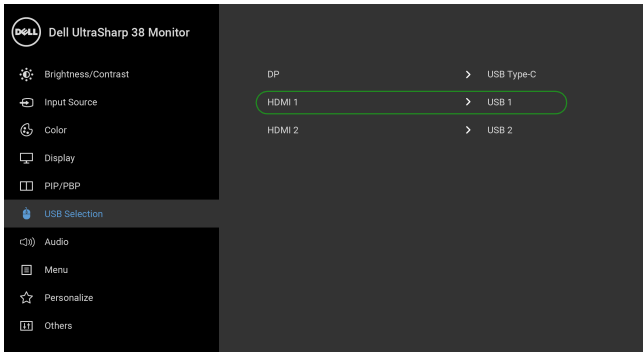 DELL
Dell UltraSharp 38 Monitor
Brightness/Contrast
Input Source
Color
Display
PIP/PBP
USB Selection
Audio
Menu
Personalize
Others
DP > USB Type-C
HDMI 1 > USB 1
HDMI 2 > USB 2